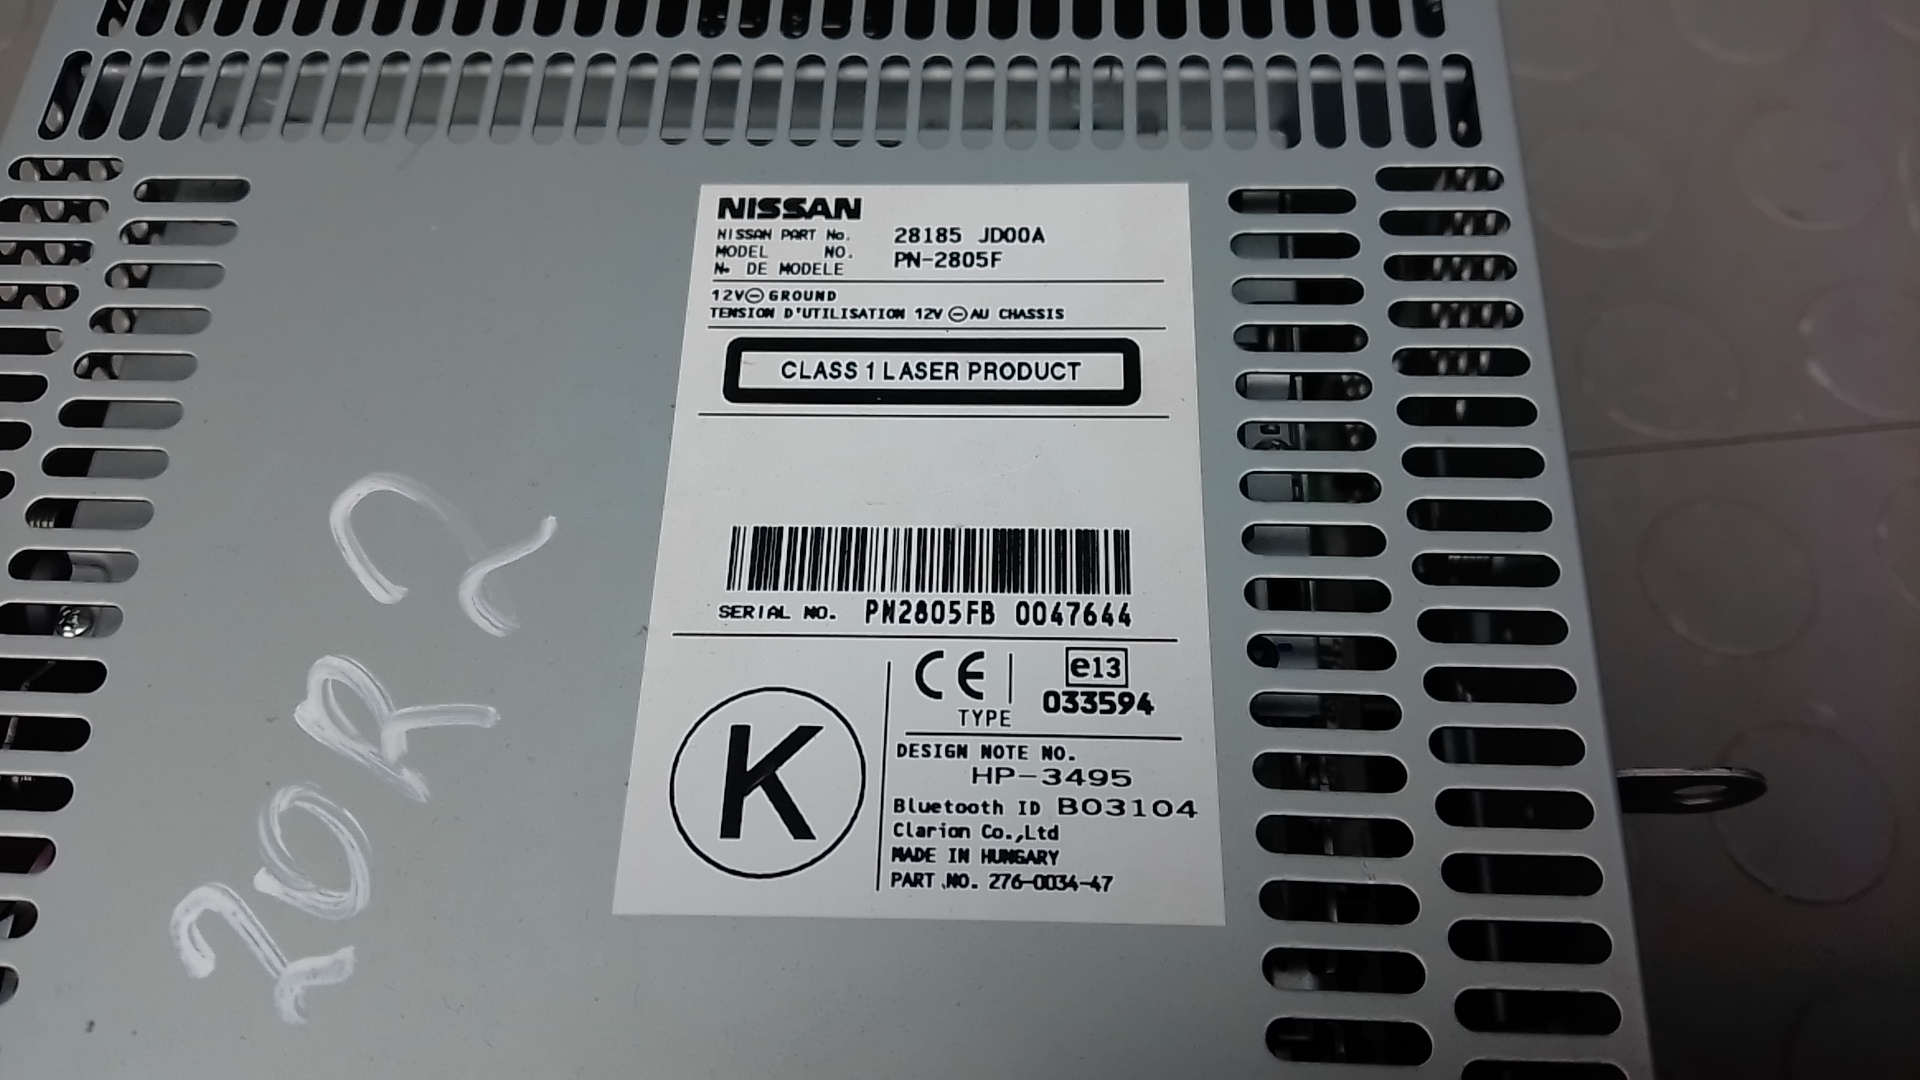 NISSAN
NISSAN PART No. 28185 JD00A
MODEL NO. PN-2805F
N° DE MODELE
12V⊖GROUND
TENSION D'UTILISATION 12V ⊖AU CHASSIS
CLASS 1 LASER PRODUCT
SERIAL NO. PN2805FB 0047644
CE
e13
TYPE 033594
K
DESIGN NOTE NO.
HP-3495
Bluetooth ID B03104
Clarion Co.,Ltd
MADE IN HUNGARY
PART NO. 276-0034-47